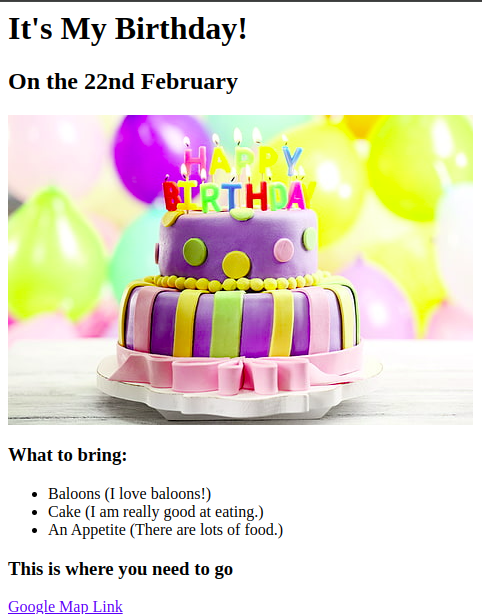 It's My Birthday!
On the 22nd February
HAPPY
BIRTHDAY
What to bring:
Baloons (I love baloons!)
Cake (I am really good at eating.)
An Appetite (There are lots of food.)
This is where you need to go
Google Map Link